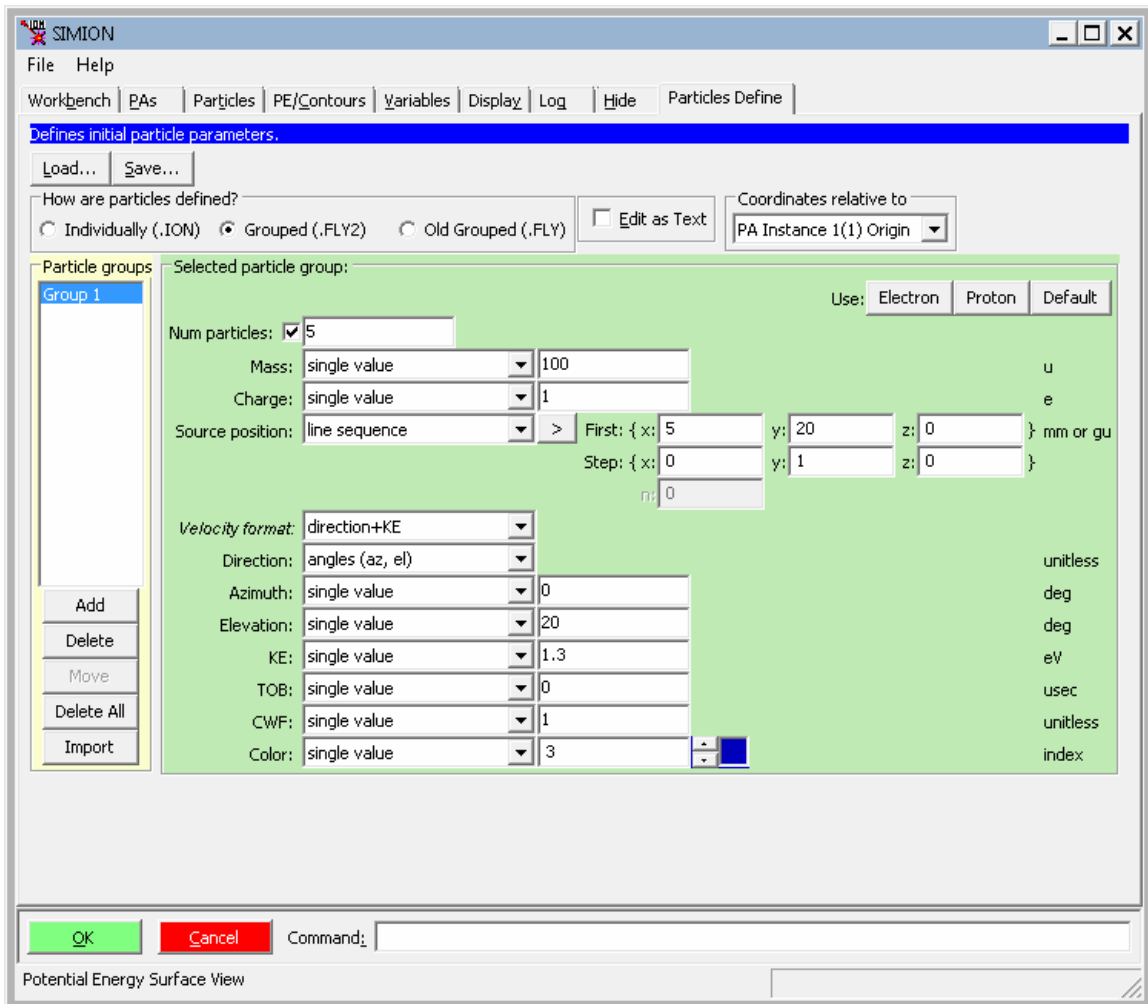 SIMION
File Help
Workbench PAs Particles PE/Contours Variables Display Log Hide Particles Define
Defines initial particle parameters.
Load... Save...
How are particles defined?
Individually (.ION) Grouped (.FLY2) Old Grouped (.FLY)
Edit as Text
Coordinates relative to
PA Instance 1(1) Origin
Particle groups
Group 1
Add
Delete
Move
Delete All
Import
Selected particle group:
Use: Electron Proton Default
Num particles: 5
Mass: single value 100 u
Charge: single value 1 e
Source position: line sequence > First: { x: 5 y: 20 z: 0 } mm or gu
Step: { x: 0 y: 1 z: 0 }
n: 0
Velocity format: direction+KE
Direction: angles (az, el) unitless
Azimuth: single value 0 deg
Elevation: single value 20 deg
KE: single value 1.3 eV
TOB: single value 0 usec
CWF: single value 1 unitless
Color: single value 3 index
OK Cancel Command:
Potential Energy Surface View